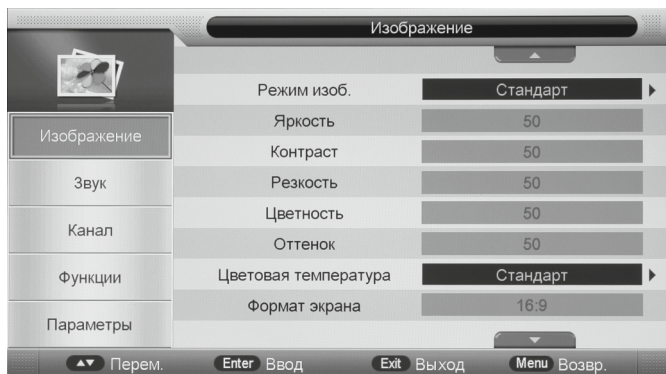 Изображение
Изображение
Звук
Канал
Функции
Параметры
Режим изоб. Стандарт
Яркость 50
Контраст 50
Резкость 50
Цветность 50
Оттенок 50
Цветовая температура Стандарт
Формат экрана 16:9
Перем. Enter Ввод Exit Выход Menu Возвр.